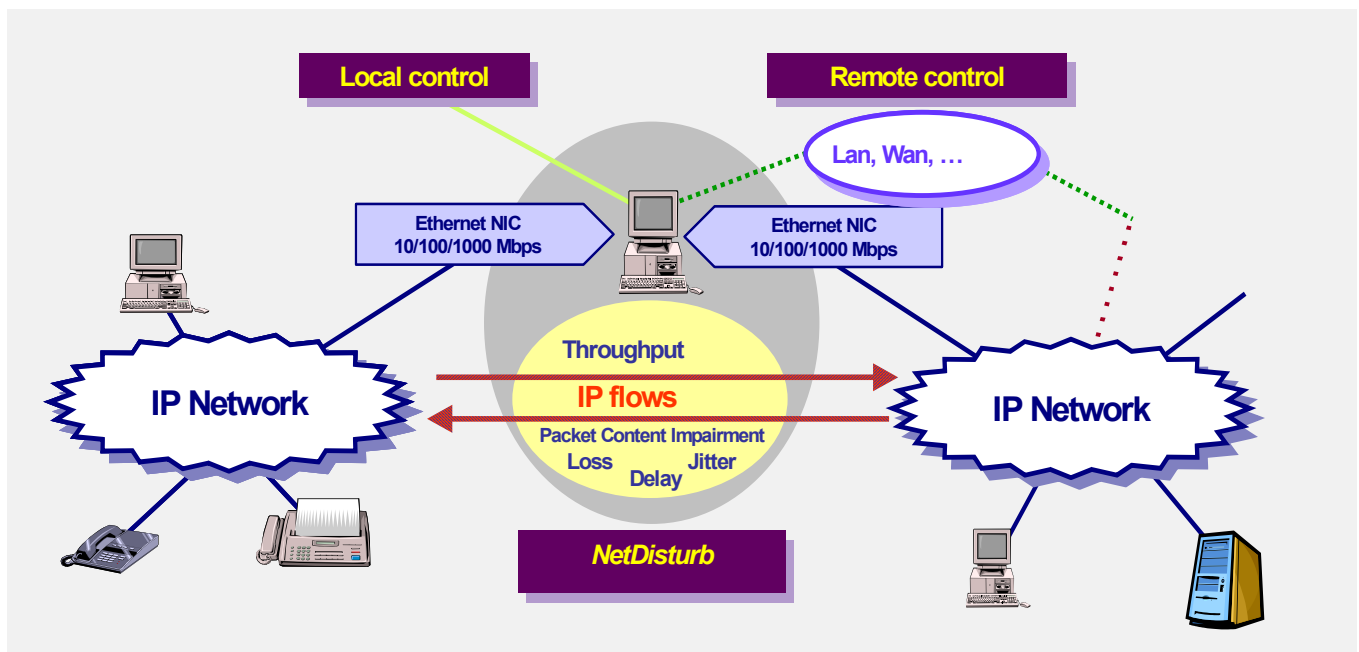 Local control
Remote control
Lan, Wan, …
Ethernet NIC
10/100/1000 Mbps
Ethernet NIC
10/100/1000 Mbps
Throughput
IP flows
IP Network
IP Network
Packet Content Impairment
Loss
Jitter
Delay
NetDisturb